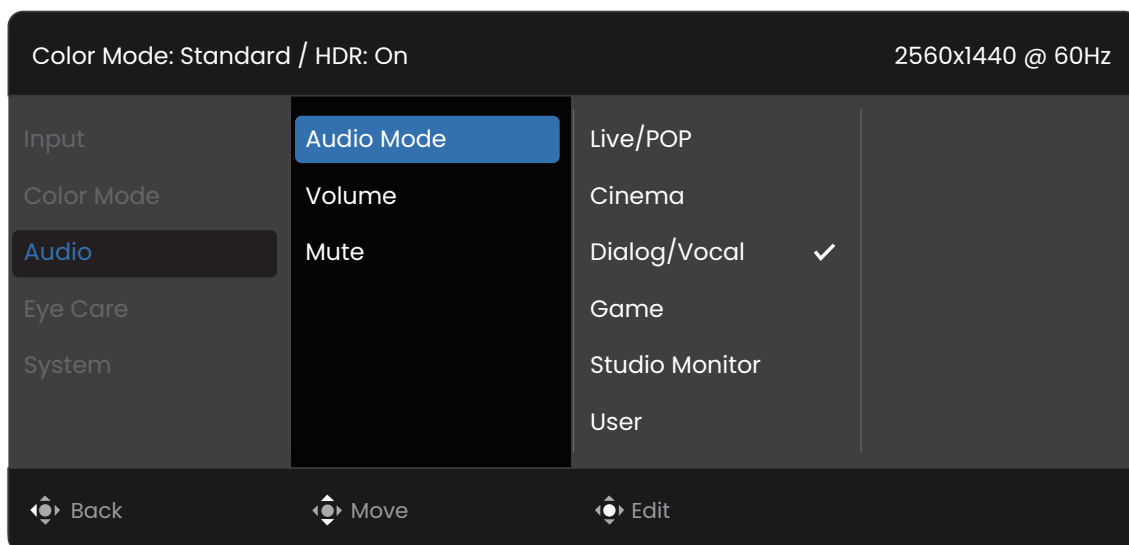 Color Mode: Standard / HDR: On
2560x1440 @ 60Hz
Input
Color Mode
Audio
Eye Care
System
Audio Mode
Volume
Mute
Live/POP
Cinema
Dialog/Vocal
Game
Studio Monitor
User
Back
Move
Edit